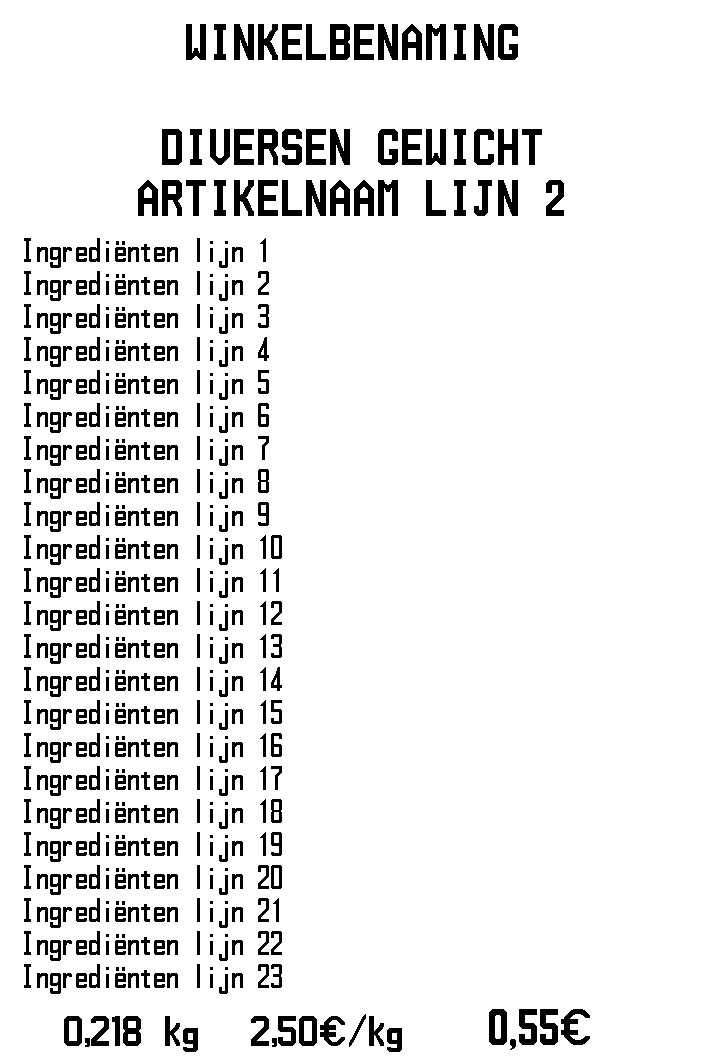 WINKELBENAMING
DIVERSEN GEWICHT
ARTIKELNAAM LIJN 2
Ingrediënten lijn 1
Ingrediënten lijn 2
Ingrediënten lijn 3
Ingrediënten lijn 4
Ingrediënten lijn 5
Ingrediënten lijn 6
Ingrediënten lijn 7
Ingrediënten lijn 8
Ingrediënten lijn 9
Ingrediënten lijn 10
Ingrediënten lijn 11
Ingrediënten lijn 12
Ingrediënten lijn 13
Ingrediënten lijn 14
Ingrediënten lijn 15
Ingrediënten lijn 16
Ingrediënten lijn 17
Ingrediënten lijn 18
Ingrediënten lijn 19
Ingrediënten lijn 20
Ingrediënten lijn 21
Ingrediënten lijn 22
Ingrediënten lijn 23
0,218 kg 2,50€/kg 0,55€